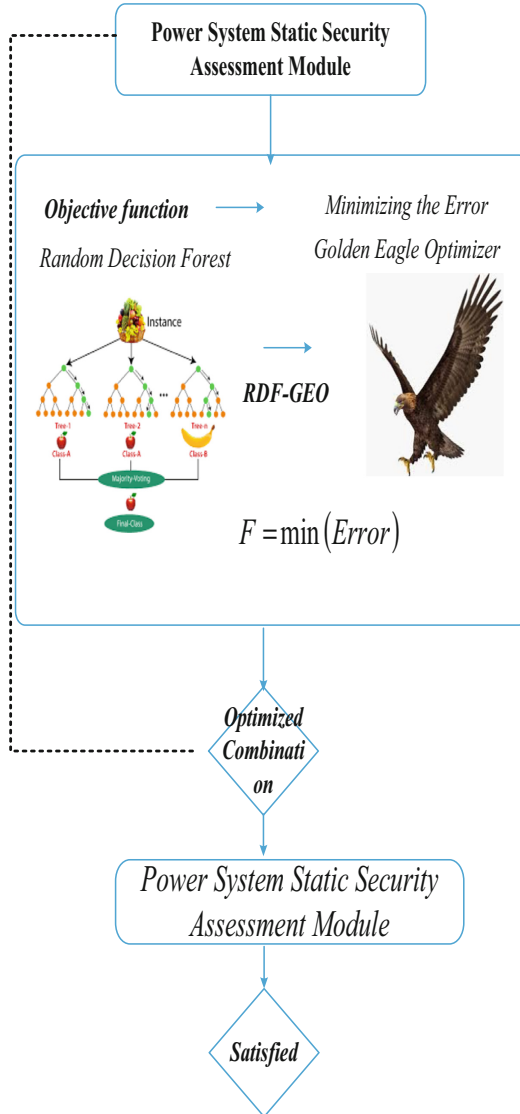 Power System Static Security
Assessment Module
Objective function
Minimizing the Error
Random Decision Forest
Golden Eagle Optimizer
Instance
RDF-GEO
...
Tree-1
Tree-2
Tree-n
Class-A
Class-A
Class-B
Majority-Voting
Final-Class
F = min(Error)
Optimized
Combinati
on
Power System Static Security
Assessment Module
Satisfied